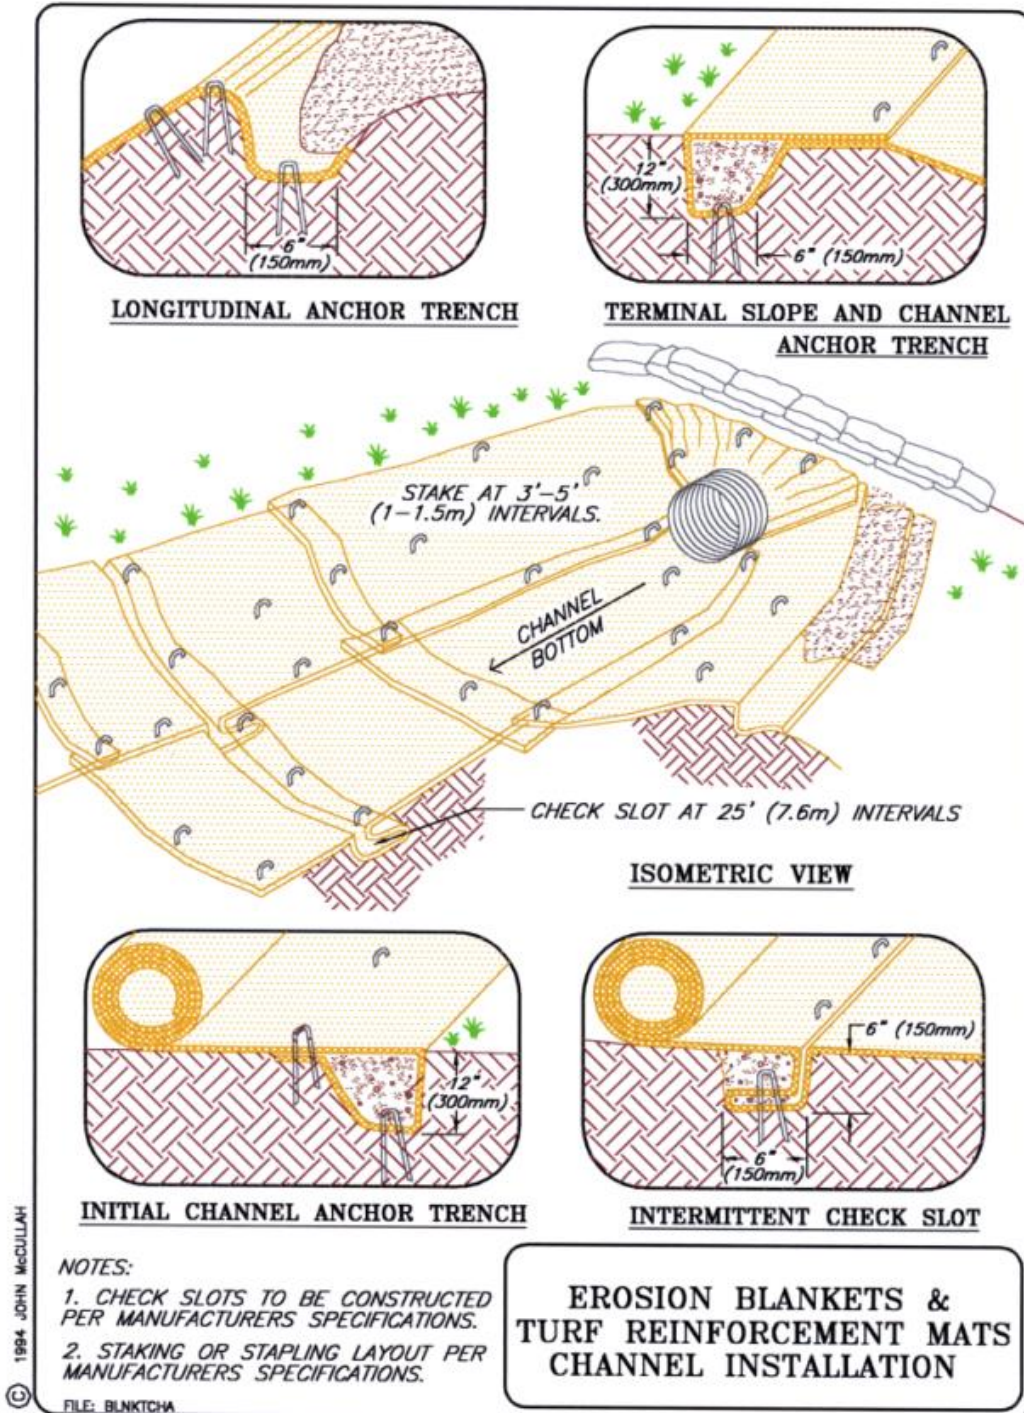 6"
(150mm)
LONGITUDINAL ANCHOR TRENCH
12"
(300mm)
6" (150mm)
TERMINAL SLOPE AND CHANNEL
ANCHOR TRENCH
STAKE AT 3'-5'
(1-1.5m) INTERVALS.
CHANNEL
BOTTOM
CHECK SLOT AT 25' (7.6m) INTERVALS
ISOMETRIC VIEW
12"
(300mm)
INITIAL CHANNEL ANCHOR TRENCH
6" (150mm)
6"
(150mm)
INTERMITTENT CHECK SLOT
NOTES:
1. CHECK SLOTS TO BE CONSTRUCTED
PER MANUFACTURERS SPECIFICATIONS.
2. STAKING OR STAPLING LAYOUT PER
MANUFACTURERS SPECIFICATIONS.
FILE: BLNKTCHA
EROSION BLANKETS &
TURF REINFORCEMENT MATS
CHANNEL INSTALLATION
© 1994 JOHN McCULLAH